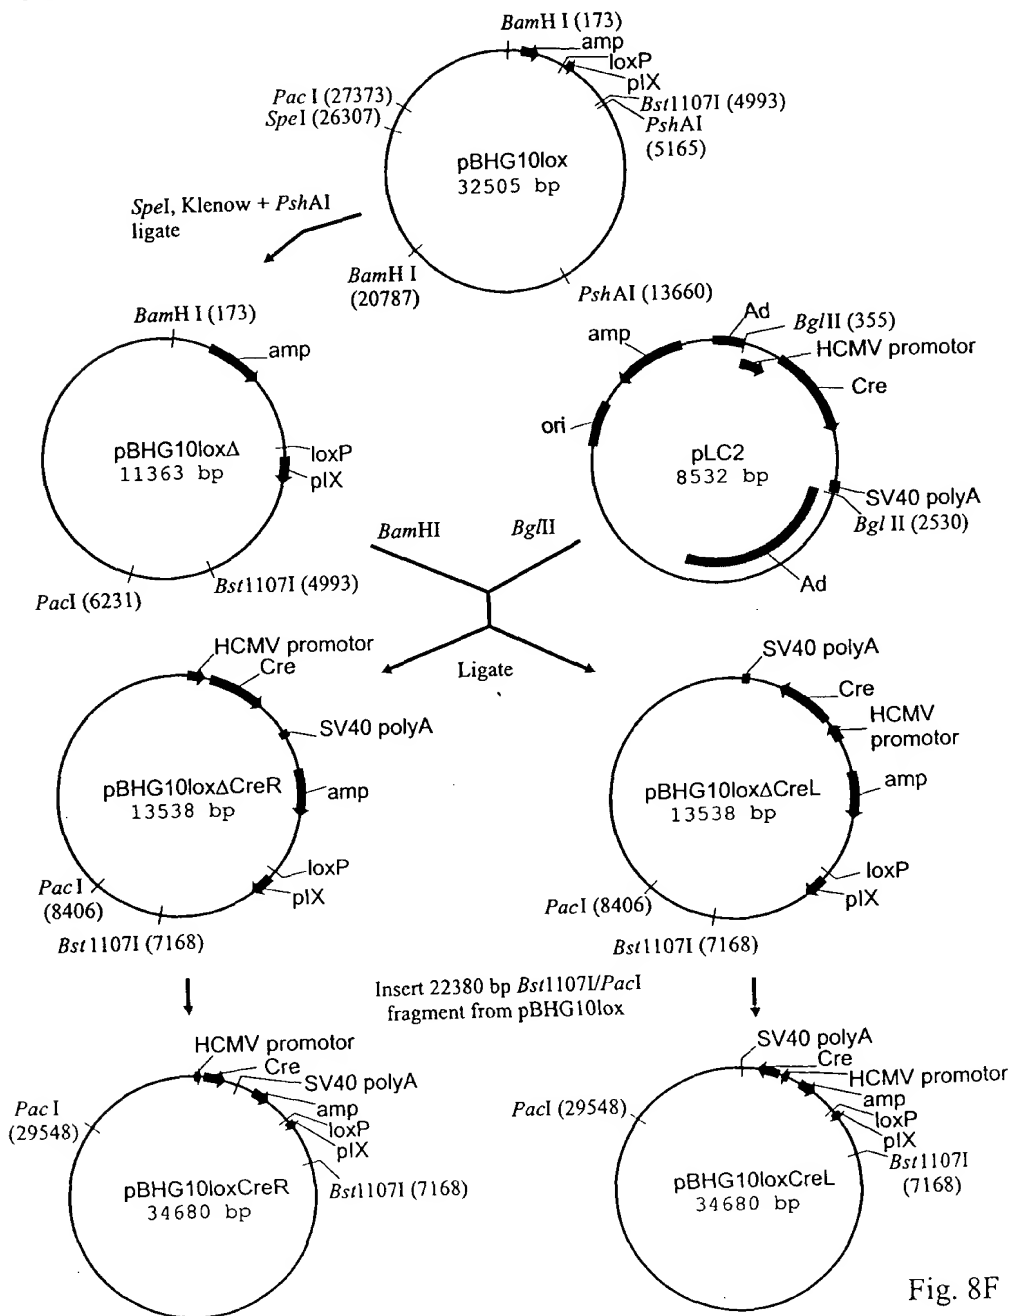 BamH I (173)
amp
loxP
pIX
Pac I (27373)
SpeI (26307)
Bst1107I (4993)
PshAI
(5165)
pBHG10lox
32505 bp
SpeI, Klenow + PshAI
ligate
BamH I
(20787)
PshAI (13660)
BamH I (173)
amp
pBHG10loxΔ
11363 bp
loxP
pIX
PacI (6231)
Bst1107I (4993)
Ad
BglII (355)
HCMV promotor
amp
Cre
ori
pLC2
8532 bp
SV40 polyA
Bgl II (2530)
Ad
BamHI
BglII
Ligate
HCMV promotor
Cre
SV40 polyA
pBHG10loxΔCreR
13538 bp
amp
loxP
pIX
Pac I
(8406)
Bst1107I (7168)
SV40 polyA
Cre
HCMV
promotor
pBHG10loxΔCreL
13538 bp
amp
loxP
pIX
PacI (8406)
Bst1107I (7168)
Insert 22380 bp Bst1107I/PacI
fragment from pBHG10lox
HCMV promotor
Cre
SV40 polyA
amp
loxP
pIX
Pac I
(29548)
Bst1107I (7168)
pBHG10loxCreR
34680 bp
SV40 polyA
Cre
HCMV promotor
amp
loxP
pIX
PacI (29548)
Bst1107I
(7168)
pBHG10loxCreL
34680 bp
Fig. 8F